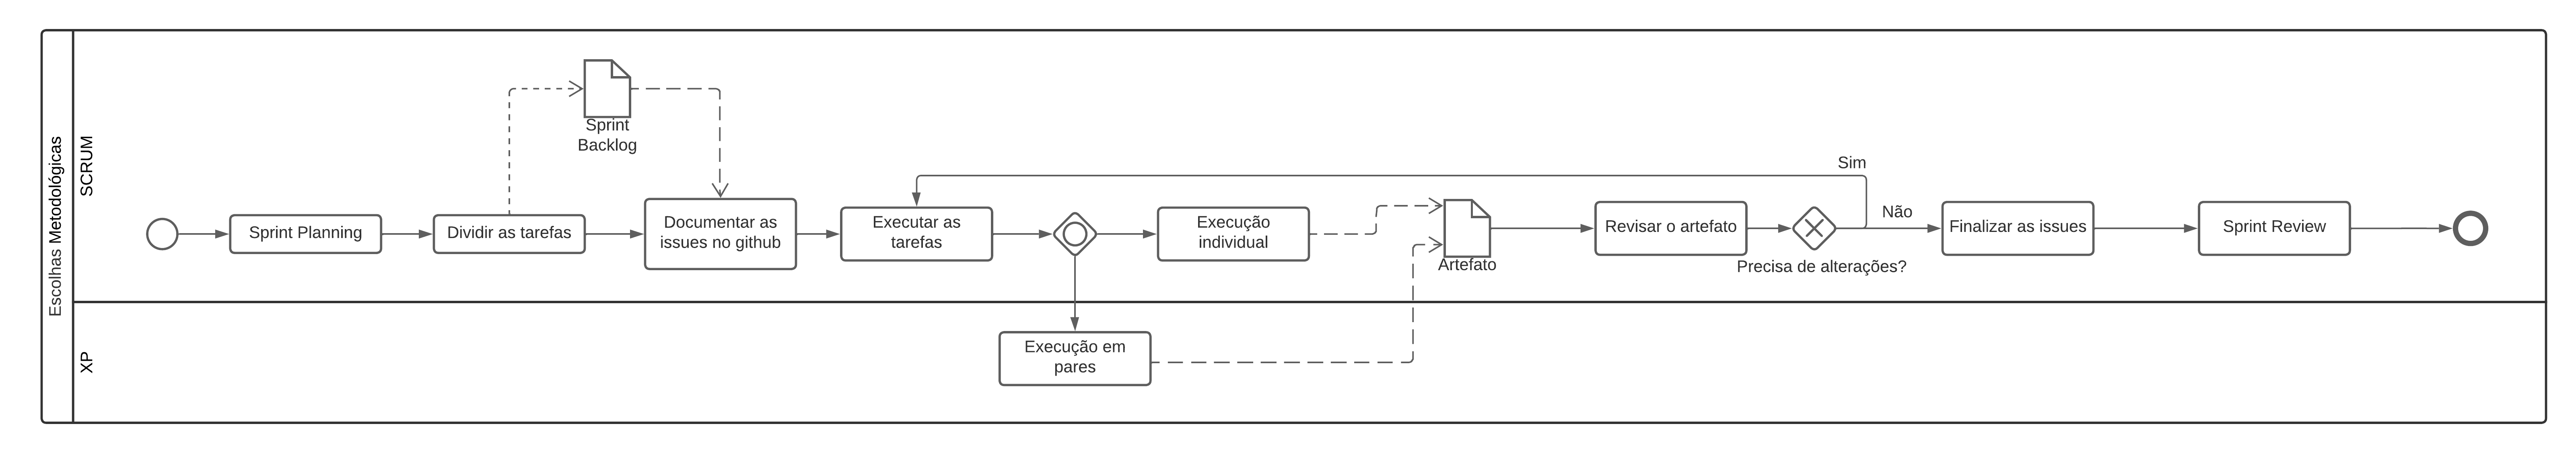 Escolhas Metodológicas
SCRUM
Sprint
Backlog
Sprint Planning
Dividir as tarefas
Documentar as
issues no github
Executar as
tarefas
Execução
individual
Artefato
Revisar o artefato
Precisa de alterações?
Sim
Não
Finalizar as issues
Sprint Review
XP
Execução em
pares